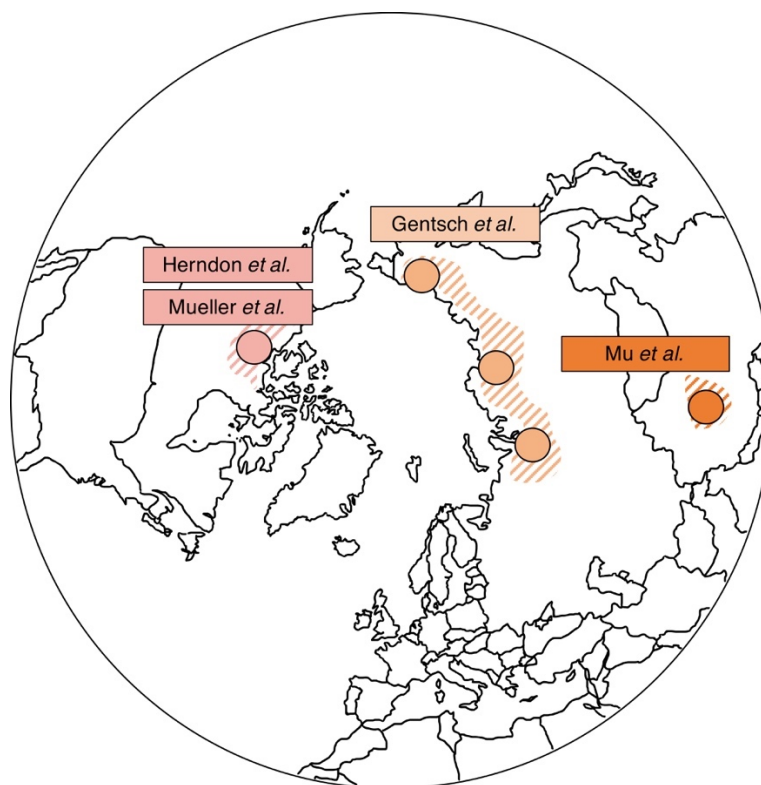 Gentsch et al.
Herndon et al.
Mueller et al.
Mu et al.